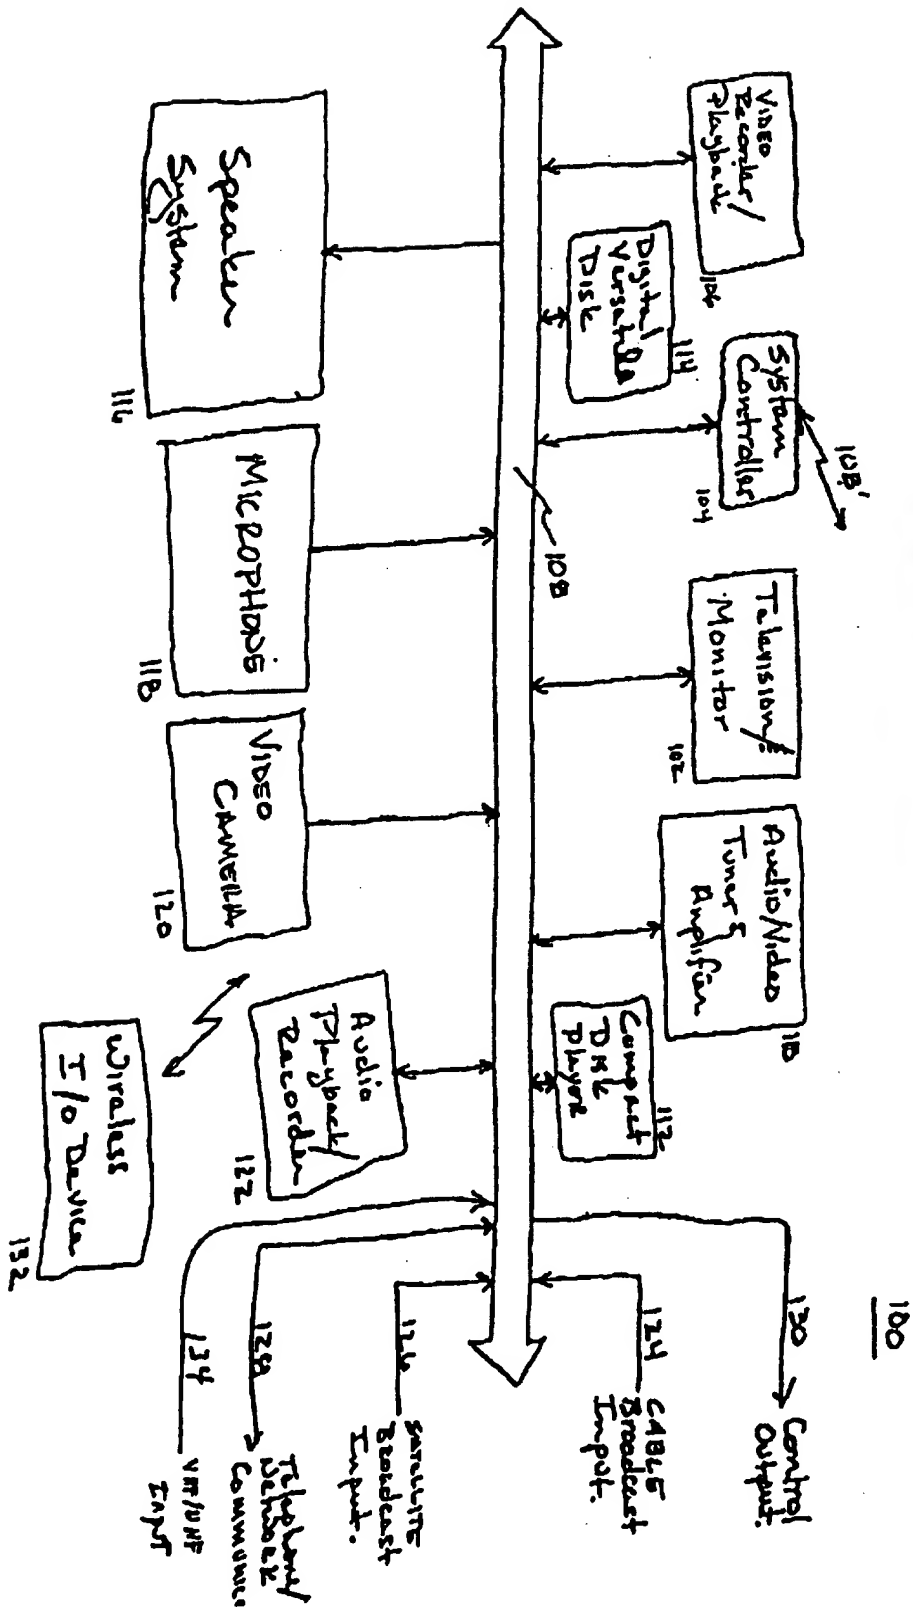 100
VIDEO
Recorder/
Playback
106
System
Controller
104
108'
Television/
Monitor
102
Audio/Video
Tuner &
Amplifier
110
Digital
Versatile
Disk
114
Compact
Disk
Player
112
108
Speaker
System
116
MICROPHONE
118
VIDEO
CAMERA
120
Audio
Playback/
Recorder
122
Wireless
I/O Device
132
130
Control
Output.
124
CABLE
Broadcast
Input.
126
SATELLITE
Broadcast
Input.
128
Telephone/
Network
134
VHF/UHF
Input